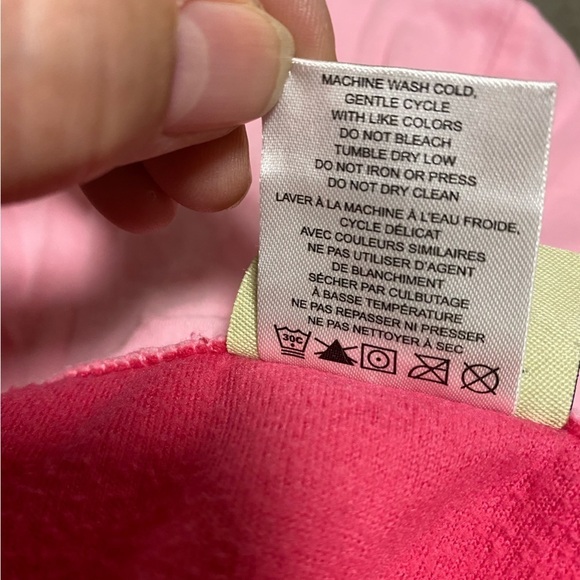 MACHINE WASH COLD,
GENTLE CYCLE
WITH LIKE COLORS
DO NOT BLEACH
TUMBLE DRY LOW
DO NOT IRON OR PRESS
DO NOT DRY CLEAN
LAVER À LA MACHINE À L'EAU FROIDE,
CYCLE DÉLICAT
AVEC COULEURS SIMILAIRES
NE PAS UTILISER D'AGENT
DE BLANCHIMENT
SÉCHER PAR CULBUTAGE
À BASSE TEMPÉRATURE
NE PAS REPASSER NI PRESSER
NE PAS NETTOYER À SEC
30C